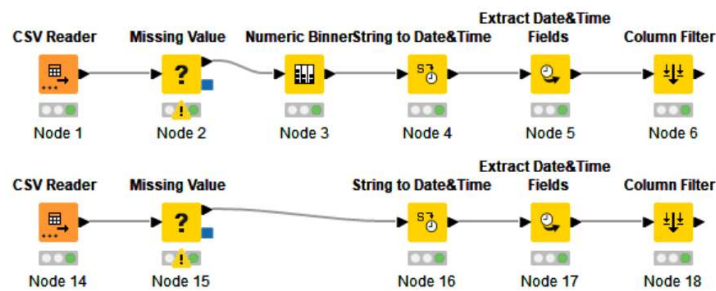 Extract Date&Time
CSV Reader Missing Value Numeric Binner String to Date&Time Fields Column Filter
? S
Node 1 Node 2 Node 3 Node 4 Node 5 Node 6
Extract Date&Time
CSV Reader Missing Value String to Date&Time Fields Column Filter
? S
Node 14 Node 15 Node 16 Node 17 Node 18